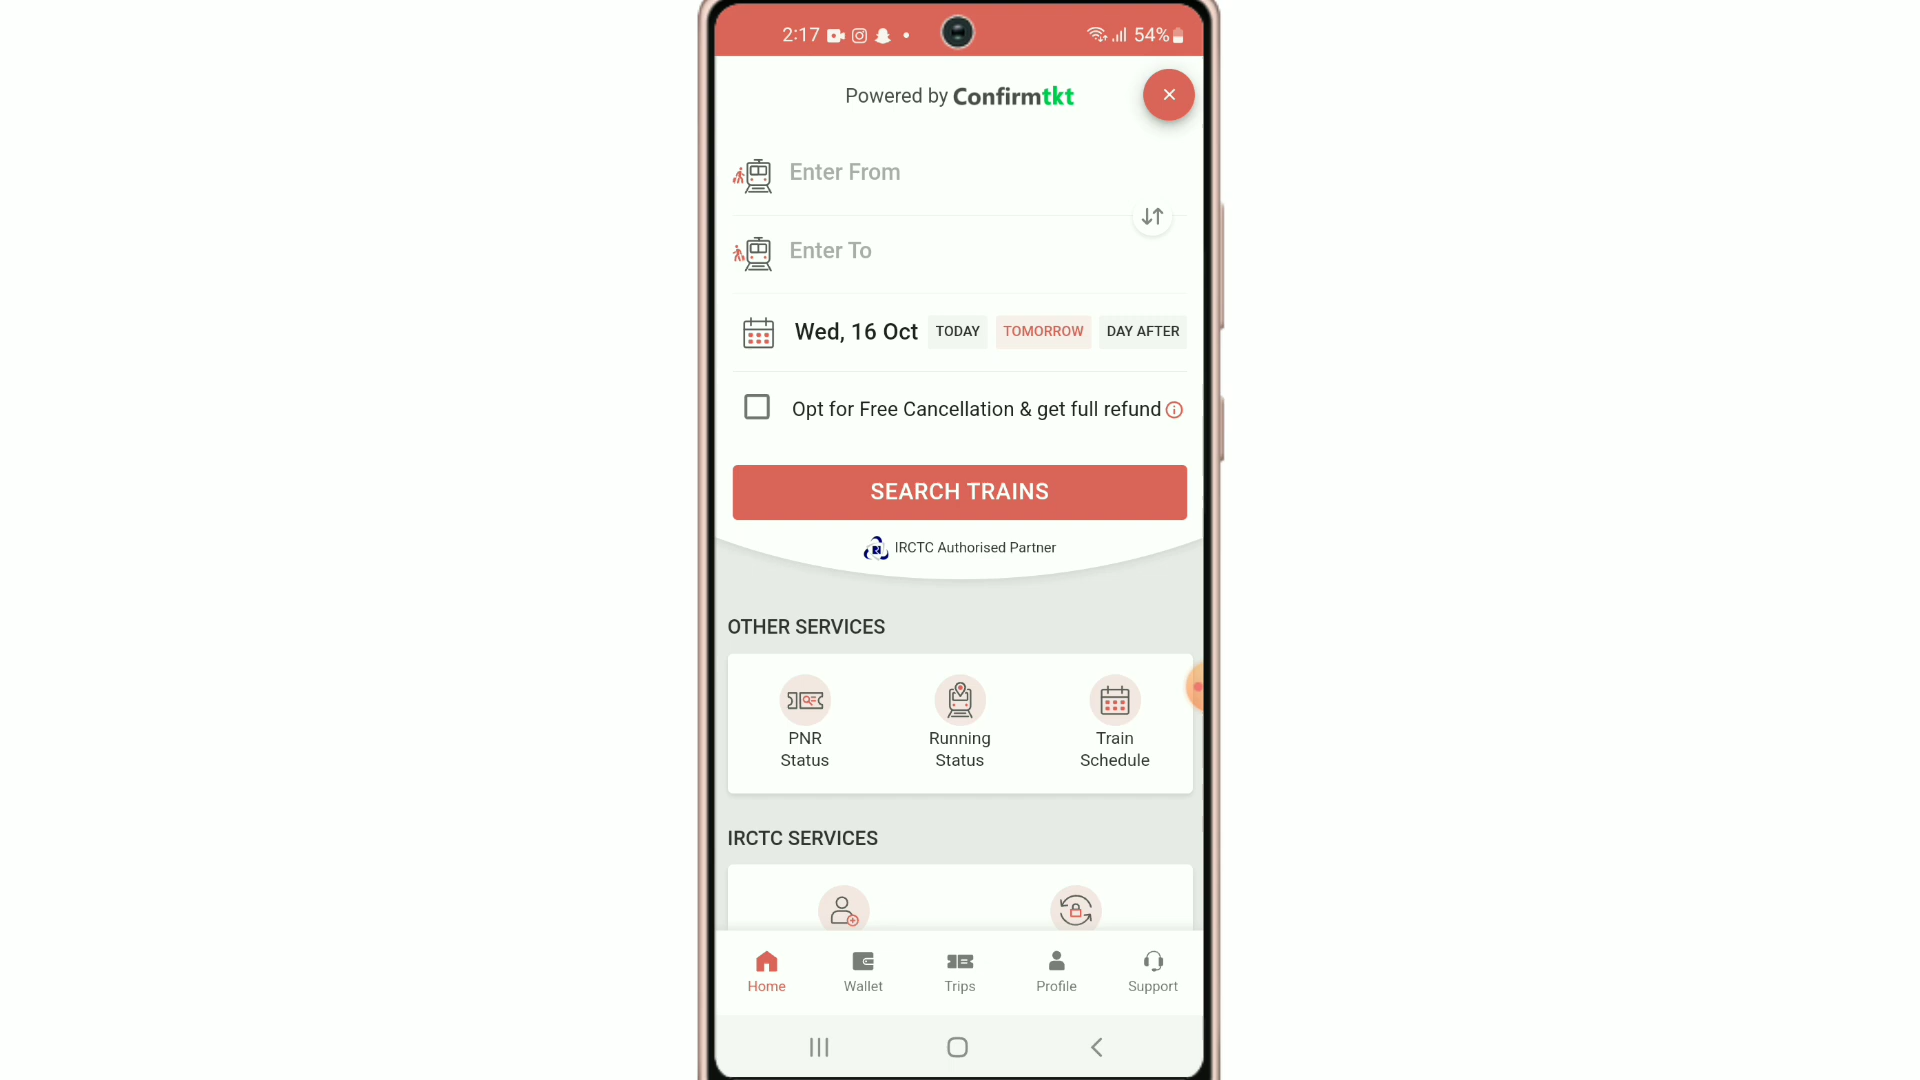 2:17
54%
Powered by Confirmtkt
Enter From
Enter To
Wed, 16 Oct TODAY TOMORROW DAY AFTER
Opt for Free Cancellation & get full refund
SEARCH TRAINS
IRCTC Authorised Partner
OTHER SERVICES
PNR Status
Running Status
Train Schedule
IRCTC SERVICES
Home Wallet Trips Profile Support